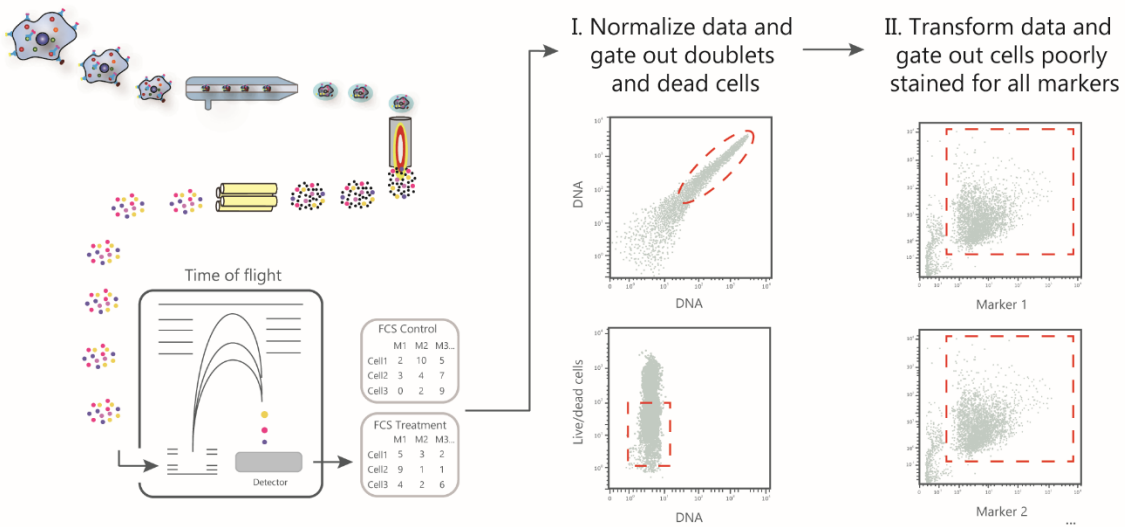 I. Normalize data and
gate out doublets
and dead cells
II. Transform data and
gate out cells poorly
stained for all markers
DNA
DNA
Marker 1
Time of flight
Detector
FCS Control
M1 M2 M3...
Cell1 2 10 5
Cell2 3 4 7
Cell3 0 2 9
FCS Treatment
M1 M2 M3...
Cell1 5 3 2
Cell2 9 1 1
Cell3 4 2 6
Live/dead cells
DNA
Marker 2
...